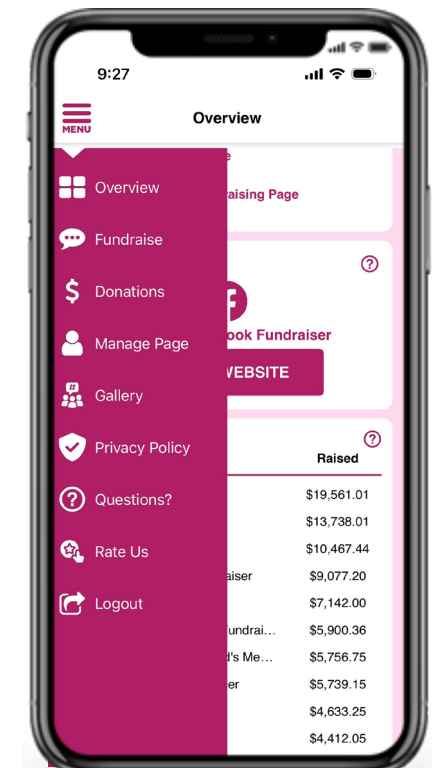 9:27
MENU
Overview
Overview
aising Page
Fundraise
Donations
ook Fundraiser
Manage Page
WEBSITE
#
Gallery
Privacy Policy
Raised
Questions?
$19,561.01
$13,738.01
Rate Us
$10,467.44
aiser $9,077.20
Logout
$7,142.00
undrai... $5,900.36
d's Me... $5,756.75
er $5,739.15
$4,633.25
$4,412.05